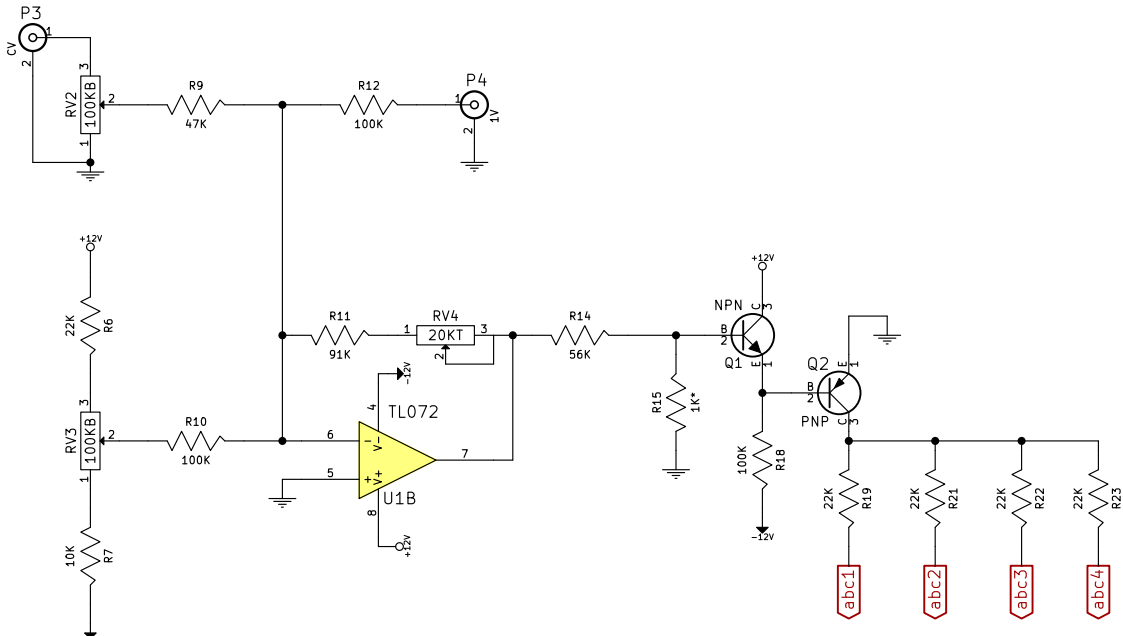 P3
1
CV
2
3
RV2
100KB
2
1
R9
47K
R12
100K
P4
1
1V
2
+12V
22K
R6
3
RV3
100KB
2
1
R10
100K
10K
R7
R11
91K
RV4
1
20KT
3
2
-12V
4
TL072
6
-
V-
7
5
+
V+
U1B
8
+12V
R14
56K
R15
1K*
+12V
NPN
C
3
B
2
Q1
E
1
100K
R18
-12V
Q2
E
1
B
2
PNP
C
3
22K
R19
22K
R21
22K
R22
22K
R23
abc1
abc2
abc3
abc4